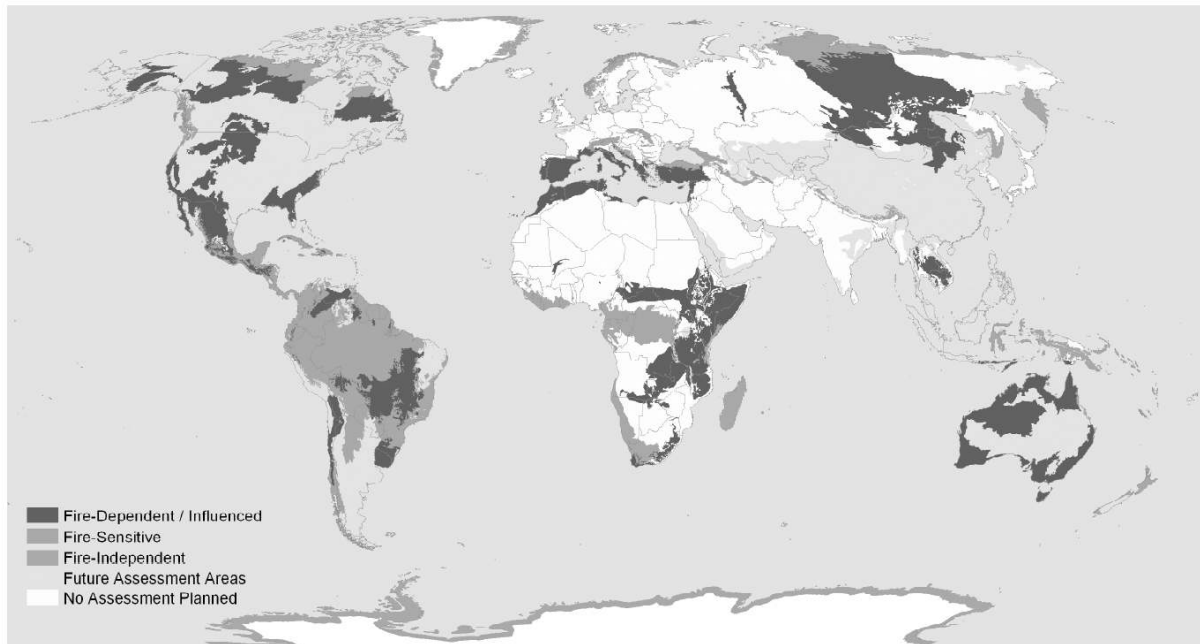 Fire-Dependent / Influenced
Fire-Sensitive
Fire-Independent
Future Assessment Areas
No Assessment Planned